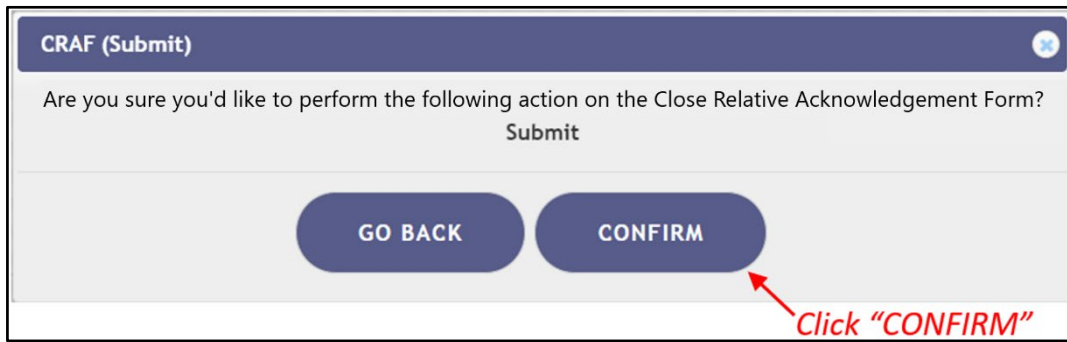 CRAF (Submit)
Are you sure you'd like to perform the following action on the Close Relative Acknowledgement Form?
Submit
GO BACK CONFIRM
Click “CONFIRM”